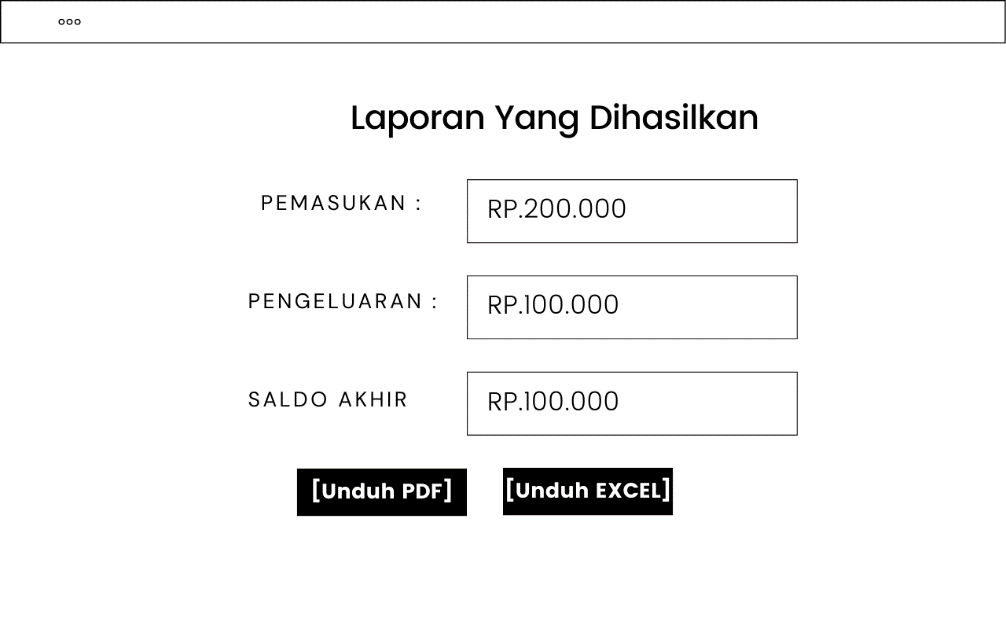 Laporan Yang Dihasilkan
PEMASUKAN : RP.200.000
PENGELUARAN : RP.100.000
SALDO AKHIR RP.100.000
[Unduh PDF] [Unduh EXCEL]